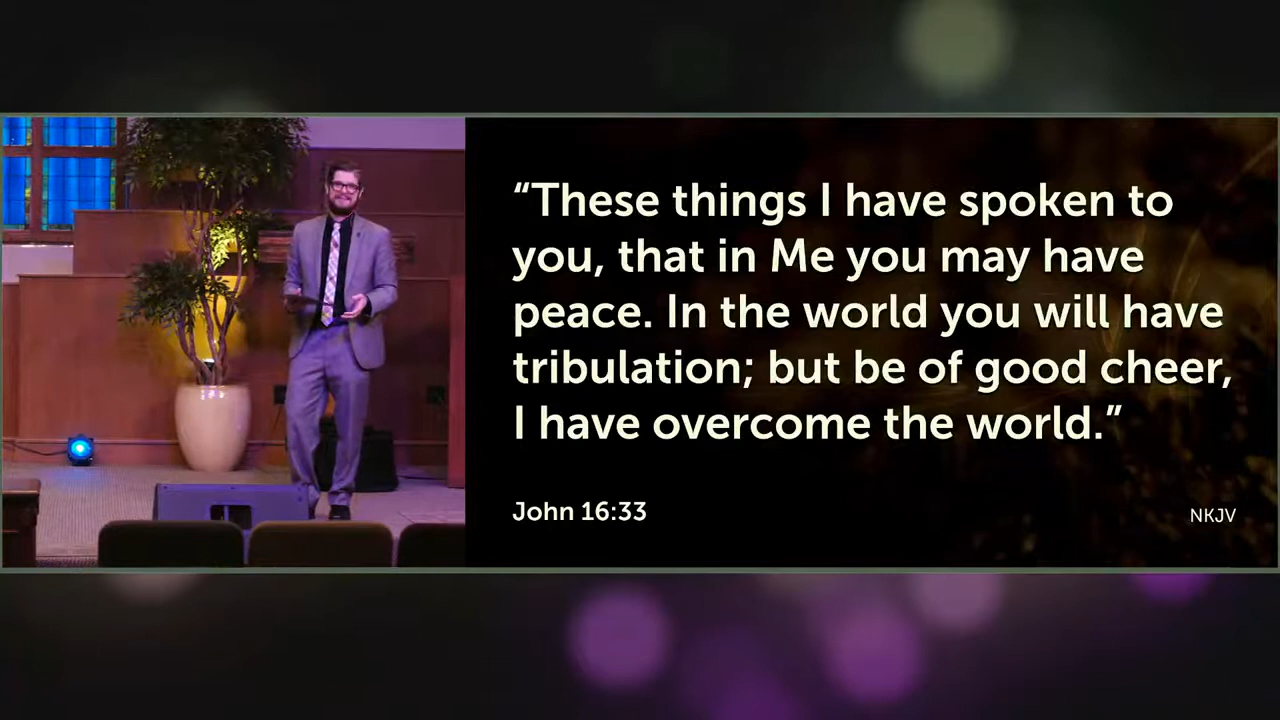 “These things I have spoken to
you, that in Me you may have
peace. In the world you will have
tribulation; but be of good cheer,
I have overcome the world.”
John 16:33
NKJV